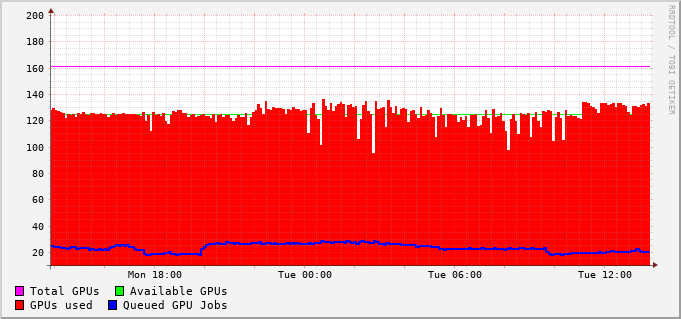 200
180
160
140
120
100
80
60
40
20
Mon 18:00 Tue 00:00 Tue 06:00 Tue 12:00
Total GPUs Available GPUs
GPUs used Queued GPU Jobs
RRDTOOL / TOBI OETIKER